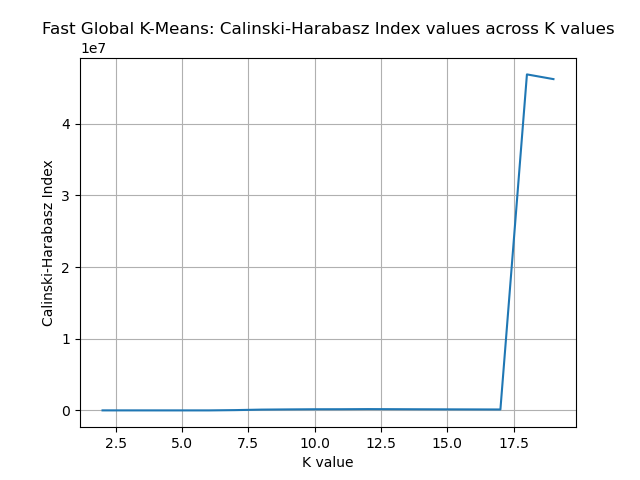 Fast Global K-Means: Calinski-Harabasz Index values across K values
1e7
4
3
2
1
0
Calinski-Harabasz Index
2.5 5.0 7.5 10.0 12.5 15.0 17.5
K value